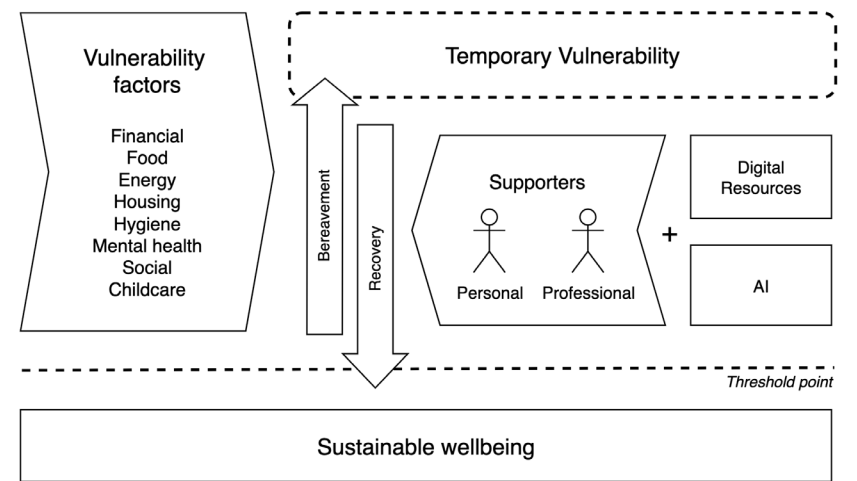 Vulnerability
factors
Financial
Food
Energy
Housing
Hygiene
Mental health
Social
Childcare
Temporary Vulnerability
Bereavement
Recovery
Supporters
Personal
Professional
+
Digital
Resources
AI
Threshold point
Sustainable wellbeing